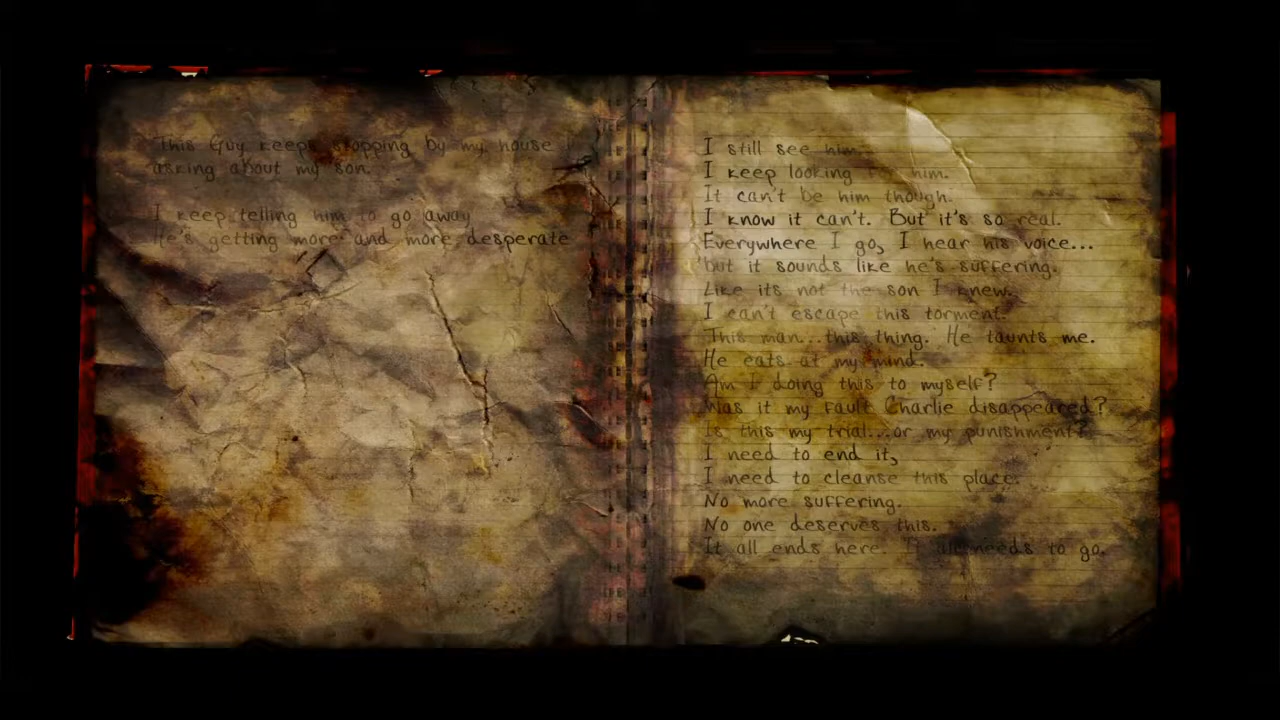 This Guy keeps stopping by my house
asking about my son.
I keep telling him to go away
He's getting more and more desperate
I still see him.
I keep looking for him.
It can't be him though.
I know it can't. But it's so real.
Everywhere I go, I hear his voice...
but it sounds like he's suffering.
Like its not the son I knew.
I can't escape this torment.
This man...this thing. He taunts me.
He eats at my mind.
Am I doing this to myself?
Was it my fault Charlie disappeared?
Is this my trial...or my punishment?
I need to end it,
I need to cleanse this place.
No more suffering.
No one deserves this.
It all ends here. It all needs to go.